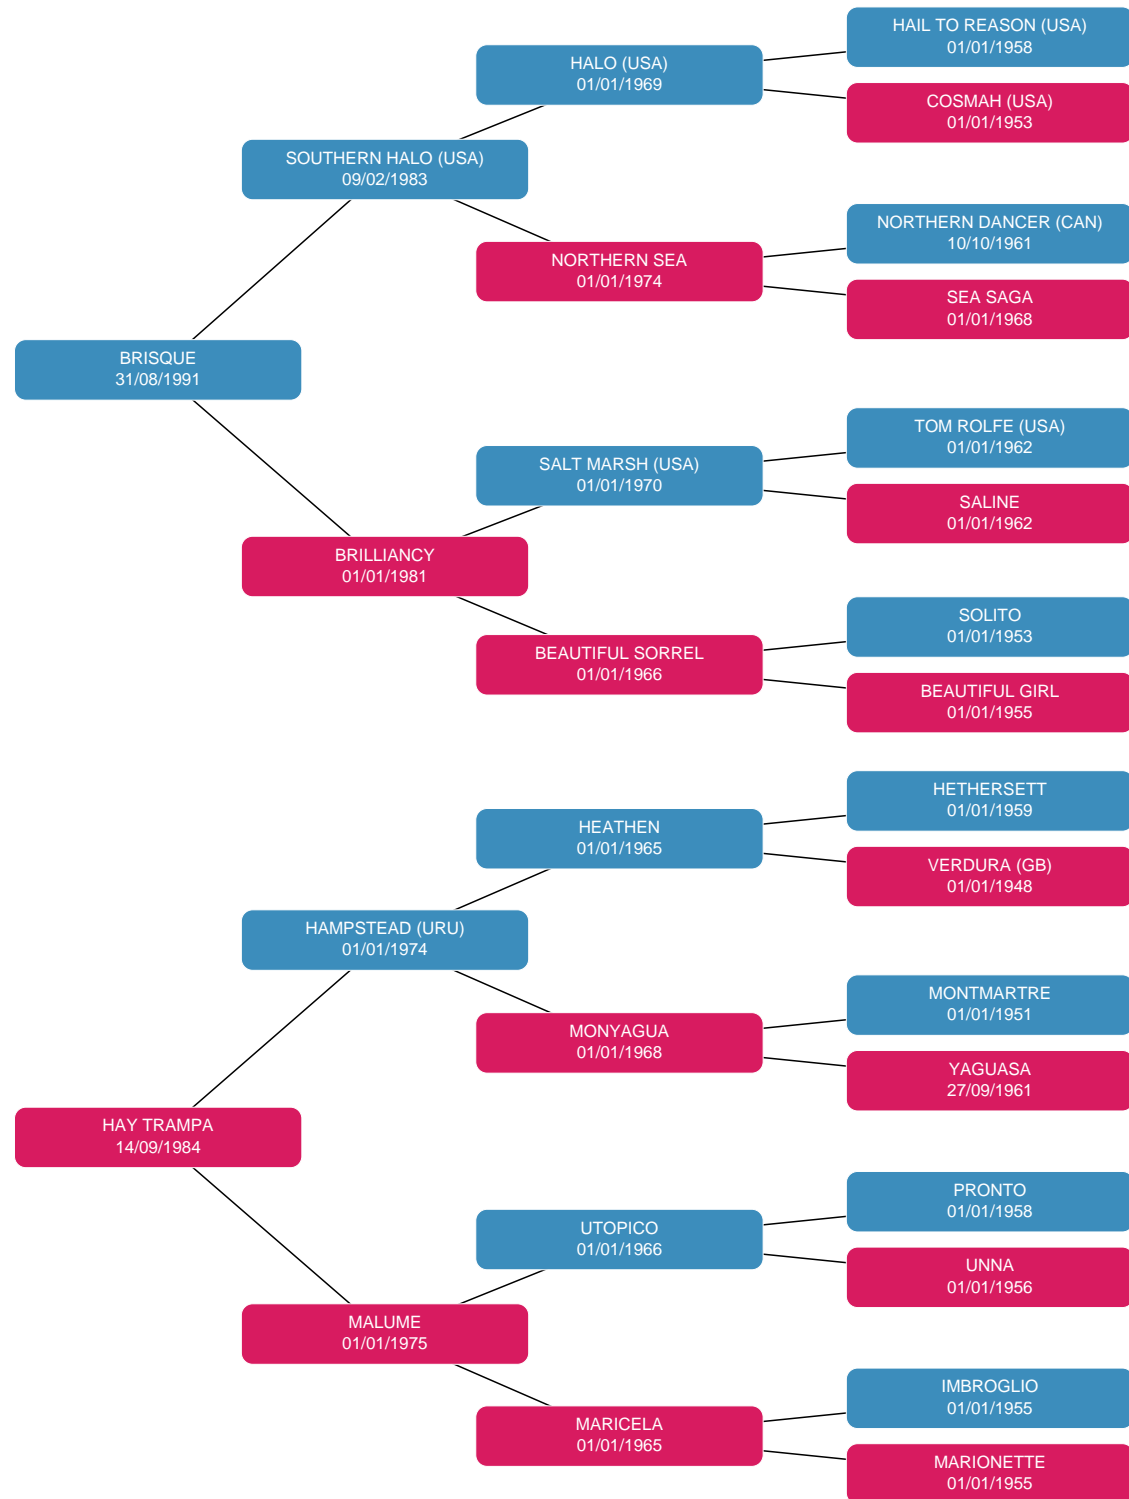 HAIL TO REASON (USA)
01/01/1958
HALO (USA)
01/01/1969
COSMAH (USA)
01/01/1953
SOUTHERN HALO (USA)
09/02/1983
NORTHERN DANCER (CAN)
10/10/1961
NORTHERN SEA
01/01/1974
SEA SAGA
01/01/1968
BRISQUE
31/08/1991
TOM ROLFE (USA)
01/01/1962
SALT MARSH (USA)
01/01/1970
SALINE
01/01/1962
BRILLIANCY
01/01/1981
SOLITO
01/01/1953
BEAUTIFUL SORREL
01/01/1966
BEAUTIFUL GIRL
01/01/1955
HETHERSETT
01/01/1959
HEATHEN
01/01/1965
VERDURA (GB)
01/01/1948
HAMPSTEAD (URU)
01/01/1974
MONTMARTRE
01/01/1951
MONYAGUA
01/01/1968
YAGUASA
27/09/1961
HAY TRAMPA
14/09/1984
PRONTO
01/01/1958
UTOPICO
01/01/1966
UNNA
01/01/1956
MALUME
01/01/1975
IMBROGLIO
01/01/1955
MARICELA
01/01/1965
MARIONETTE
01/01/1955